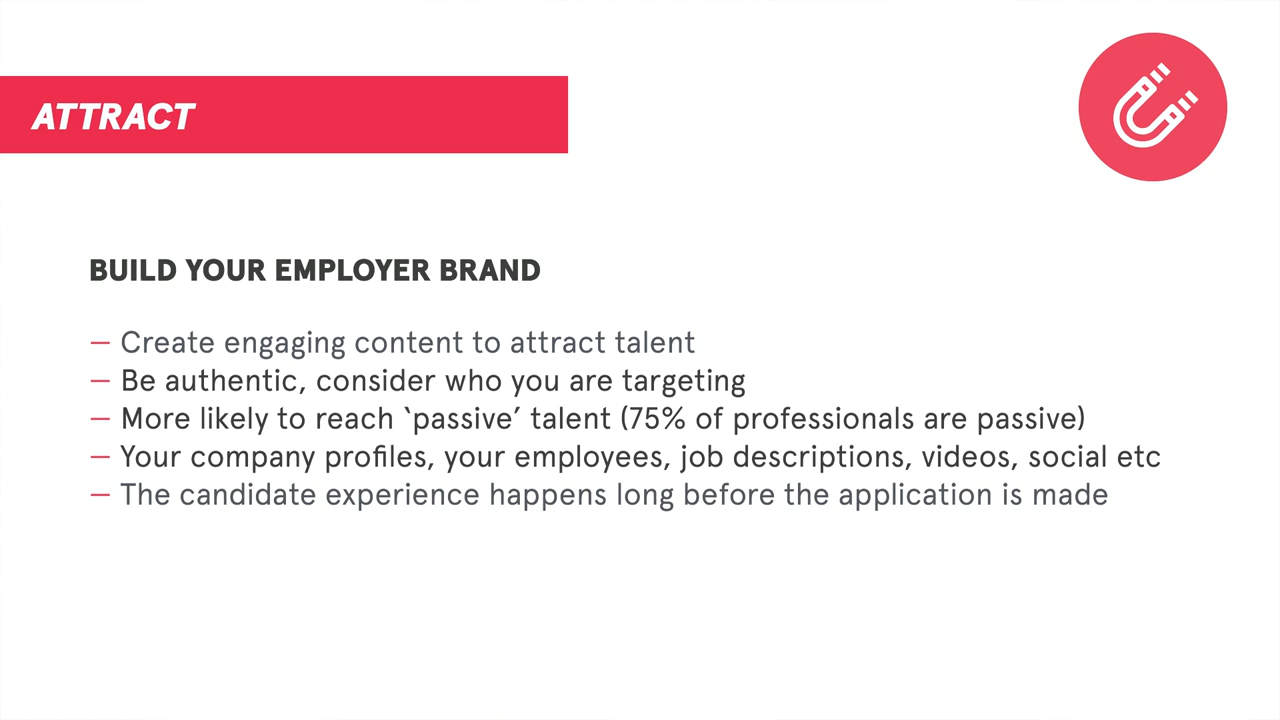 ATTRACT
BUILD YOUR EMPLOYER BRAND
— Create engaging content to attract talent
— Be authentic, consider who you are targeting
— More likely to reach ‘passive’ talent (75% of professionals are passive)
— Your company profiles, your employees, job descriptions, videos, social etc
— The candidate experience happens long before the application is made